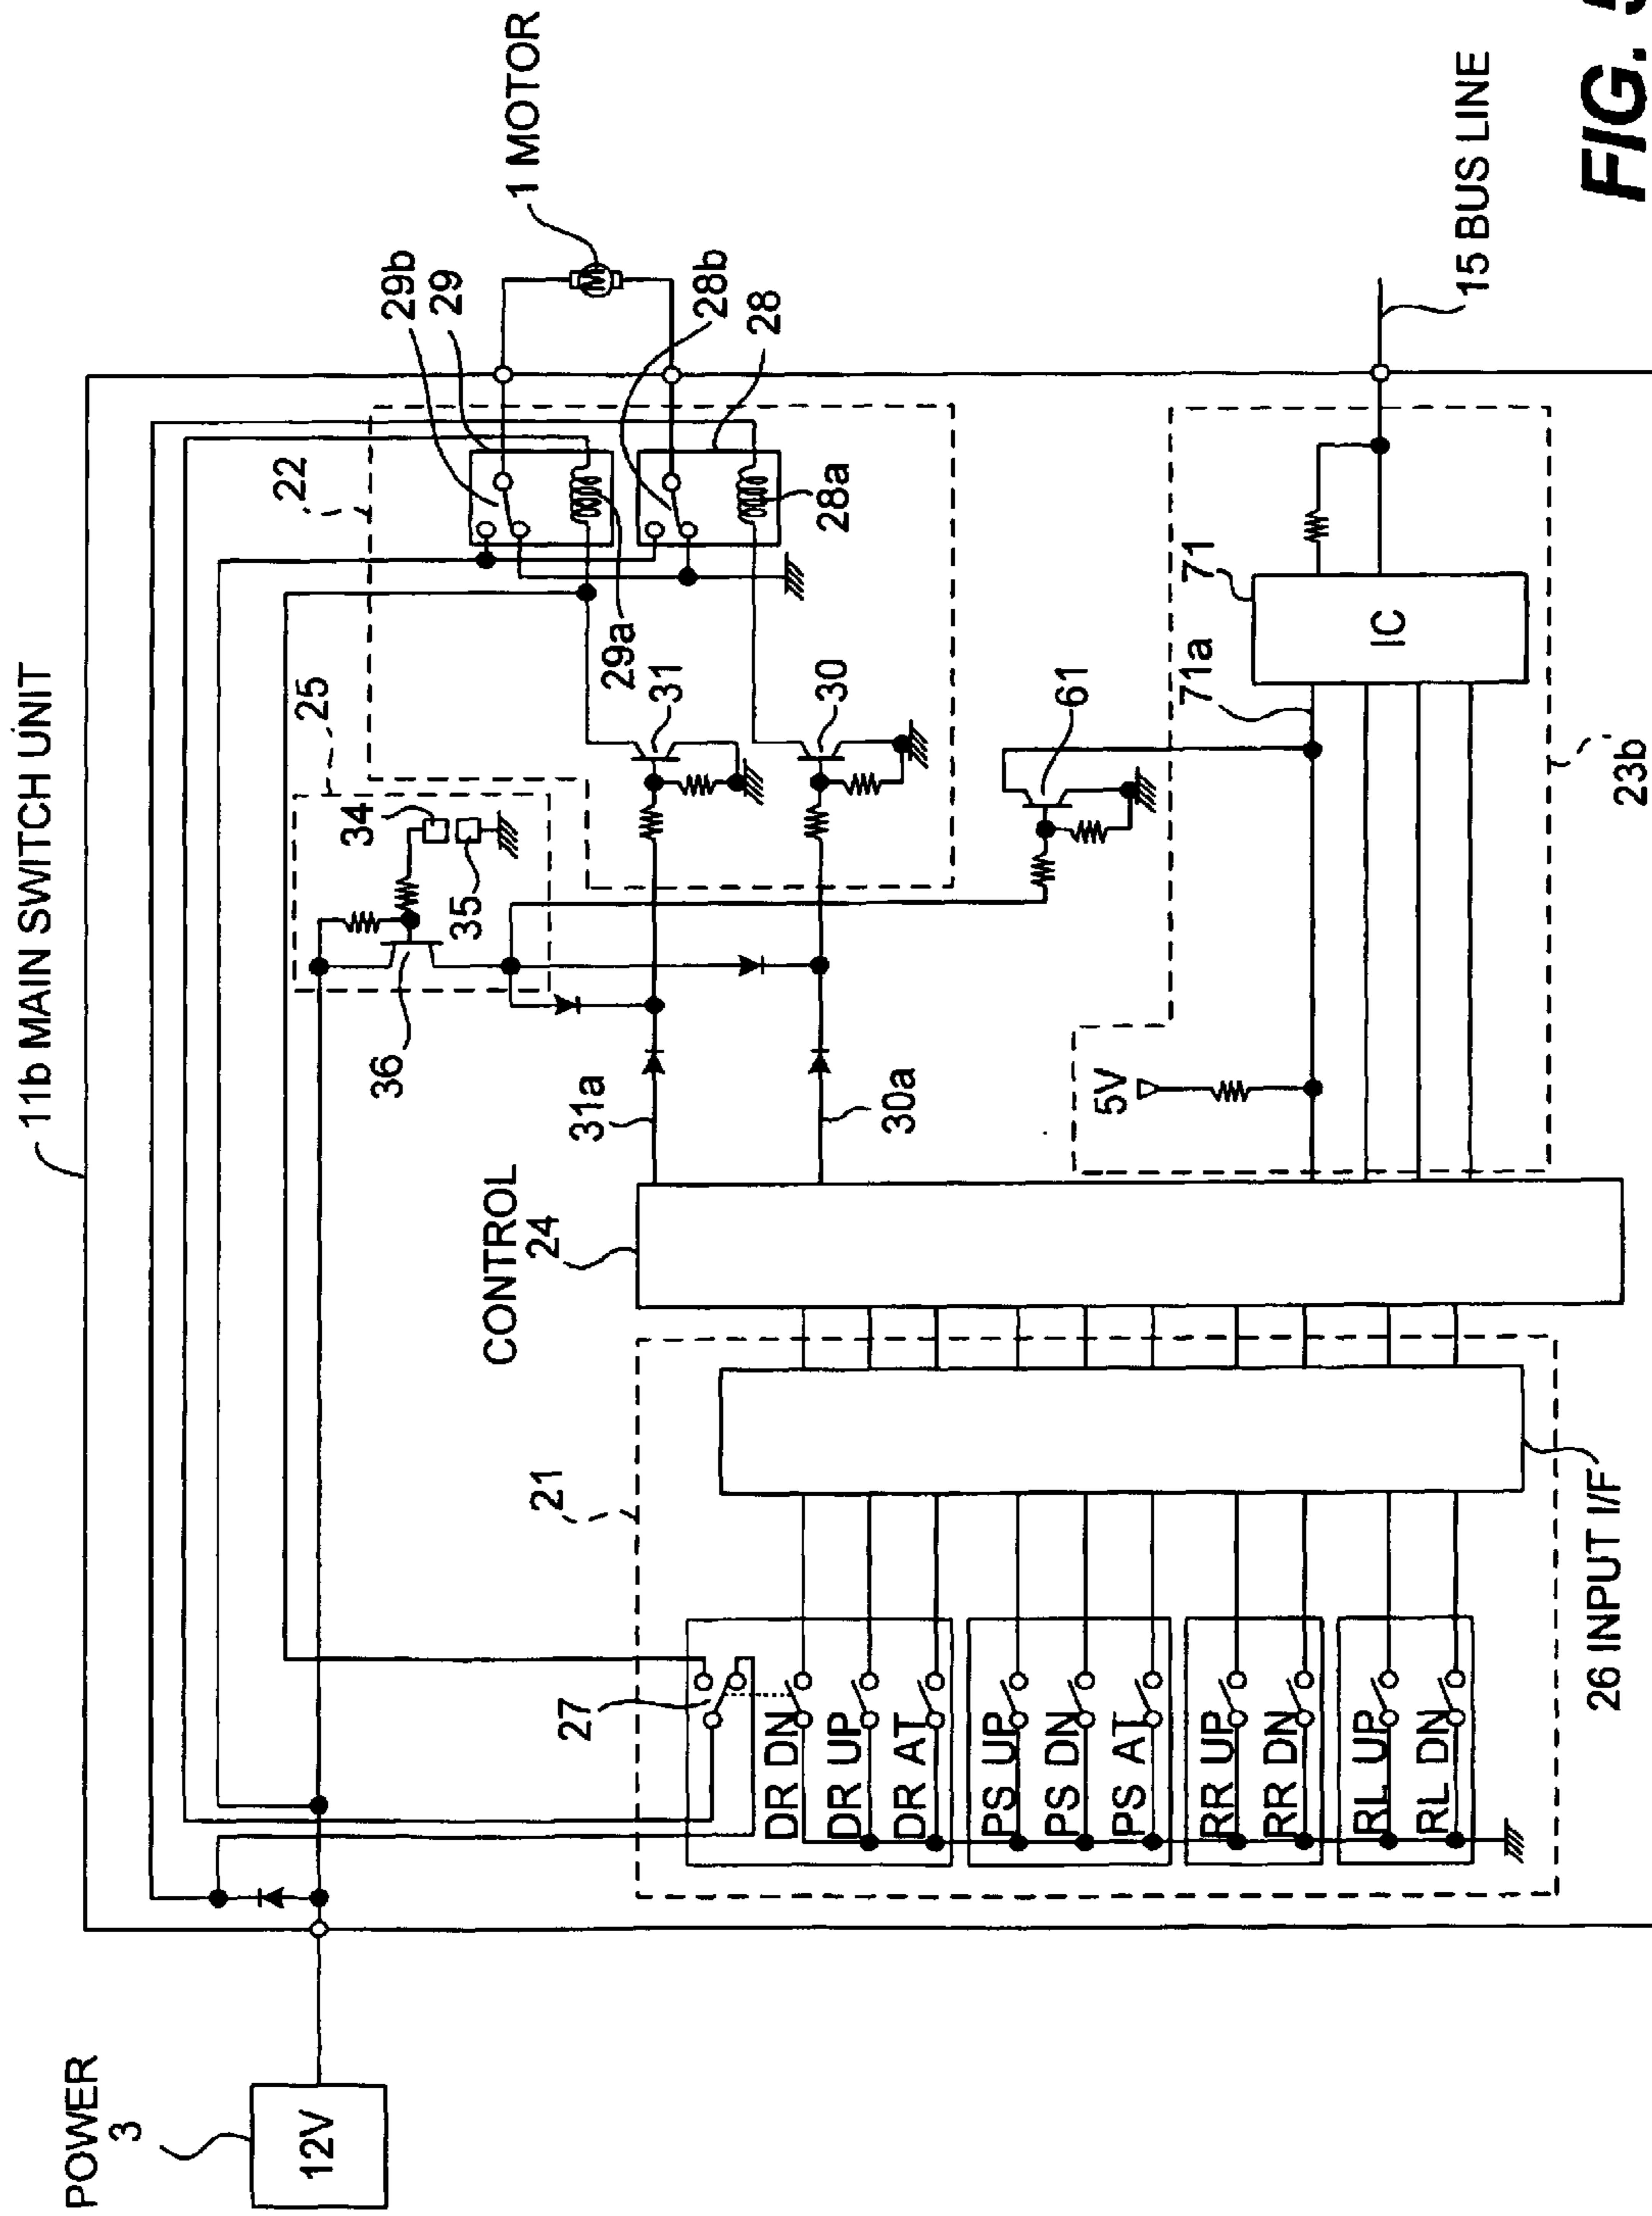 11b MAIN SWITCH UNIT
POWER
3
12V
22
29b
29
1 MOTOR
28b
28
25
34
35
36
31
29a
28a
30
31a
30a
61
CONTROL
24
21
27
DR DN
DR UP
DR AT
PS UP
PS DN
PS AT
RR UP
RR DN
RL UP
RL DN
26 INPUT I/F
5V
71a
71
IC
15 BUS LINE
23b
FIG.